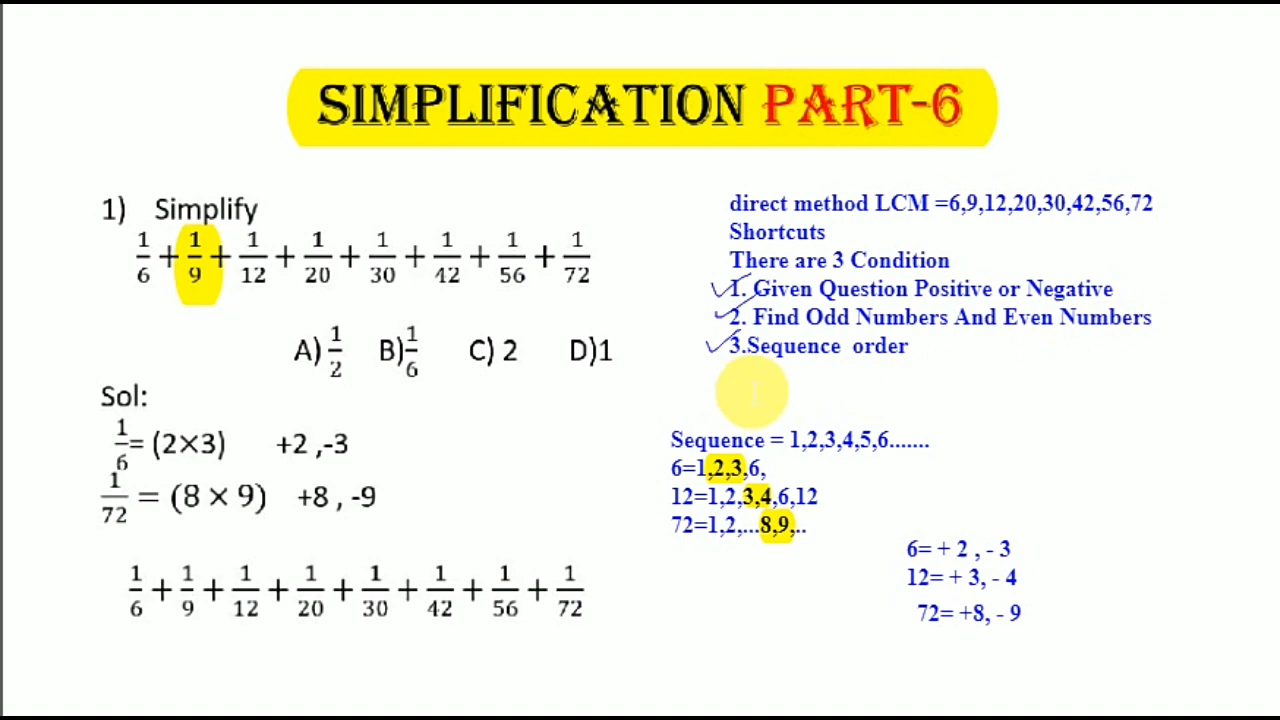 SIMPLIFICATION PART-6
1) Simplify
1/6 + 1/9 + 1/12 + 1/20 + 1/30 + 1/42 + 1/56 + 1/72
A) 1/2 B) 1/6 C) 2 D)1
Sol:
1/6 = (2×3) +2 ,-3
1/72 = (8 × 9) +8 , -9
1/6 + 1/9 + 1/12 + 1/20 + 1/30 + 1/42 + 1/56 + 1/72
direct method LCM =6,9,12,20,30,42,56,72
Shortcuts
There are 3 Condition
1. Given Question Positive or Negative
2. Find Odd Numbers And Even Numbers
3.Sequence order
Sequence = 1,2,3,4,5,6.......
6=1,2,3,6,
12=1,2,3,4,6,12
72=1,2,...8,9,..
6= + 2 , - 3
12= + 3, - 4
72= +8, - 9